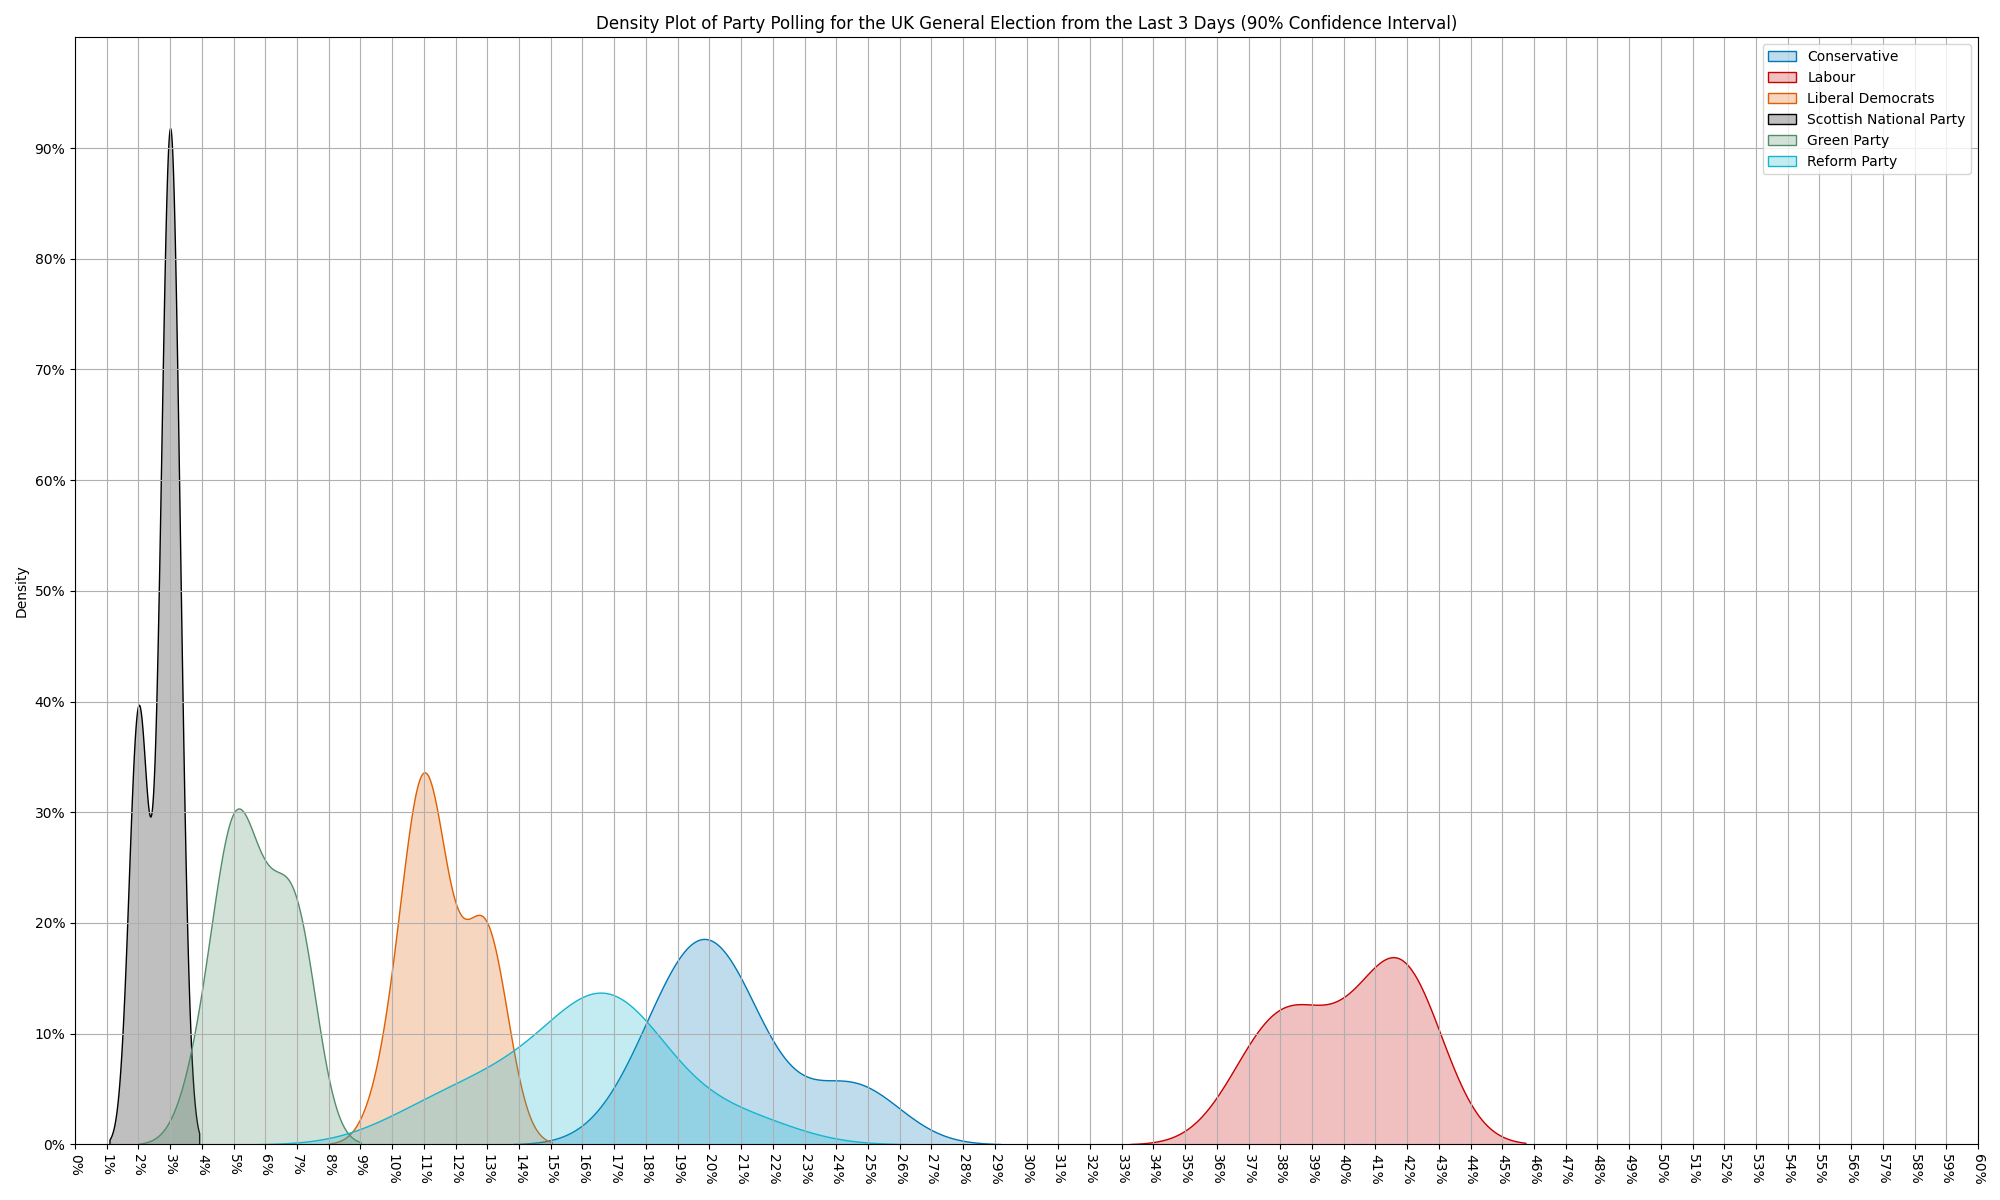 Density Plot of Party Polling for the UK General Election from the Last 3 Days (90% Confidence Interval)
Conservative
Labour
Liberal Democrats
Scottish National Party
Green Party
Reform Party
90%
80%
70%
60%
50%
40%
30%
20%
10%
0%
Density
0% 1% 2% 3% 4% 5% 6% 7% 8% 9% 10% 11% 12% 13% 14% 15% 16% 17% 18% 19% 20% 21% 22% 23% 24% 25% 26% 27% 28% 29% 30% 31% 32% 33% 34% 35% 36% 37% 38% 39% 40% 41% 42% 43% 44% 45% 46% 47% 48% 49% 50% 51% 52% 53% 54% 55% 56% 57% 58% 59% 60%